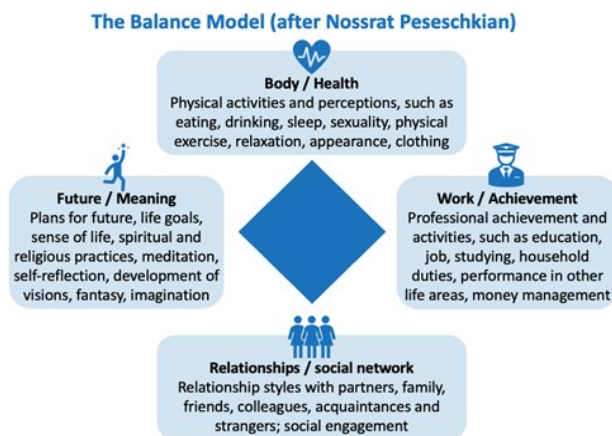 The Balance Model (after Nossrat Peseschkian)
Body / Health
Physical activities and perceptions, such as
eating, drinking, sleep, sexuality, physical
exercise, relaxation, appearance, clothing
Future / Meaning
Plans for future, life goals,
sense of life, spiritual and
religious practices, meditation,
self-reflection, development of
visions, fantasy, imagination
Work / Achievement
Professional achievement and
activities, such as education,
job, studying, household
duties, performance in other
life areas, money management
Relationships / social network
Relationship styles with partners, family,
friends, colleagues, acquaintances and
strangers; social engagement